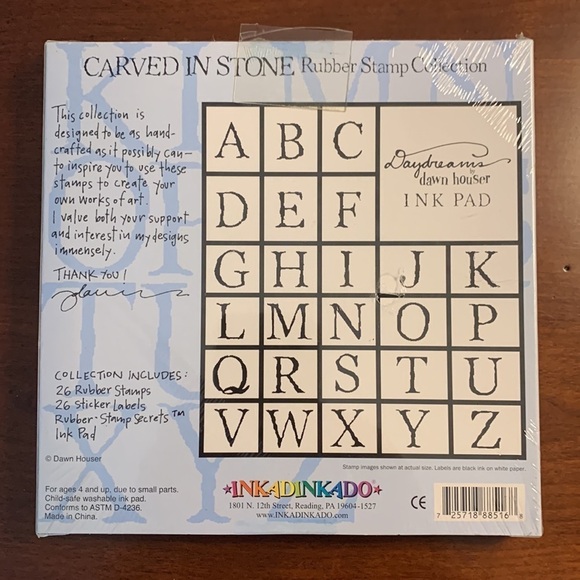 CARVED IN STONE Rubber Stamp Collection
This collection is
designed to be as hand-
crafted as it possibly can—
to inspire you to use these
stamps to create your
own works of art.
I value both your support
and interest in my designs
immensely.
THANK YOU!
COLLECTION INCLUDES:
26 Rubber Stamps
26 Sticker Labels
Rubber-Stamp Secrets™
Ink Pad
© Dawn Houser
A B C
Daydreams
by
dawn houser
INK PAD
D E F
G H I J K
L M N O P
Q R S T U
V W X Y Z
Stamp images shown at actual size. Labels are black ink on white paper.
For ages 4 and up, due to small parts.
Child-safe washable ink pad.
Conforms to ASTM D-4236.
Made in China.
INKADINKADO®
1801 N. 12th Street, Reading, PA 19604-1527
www.INKADINKADO.com
CE
7 25718 88516 8